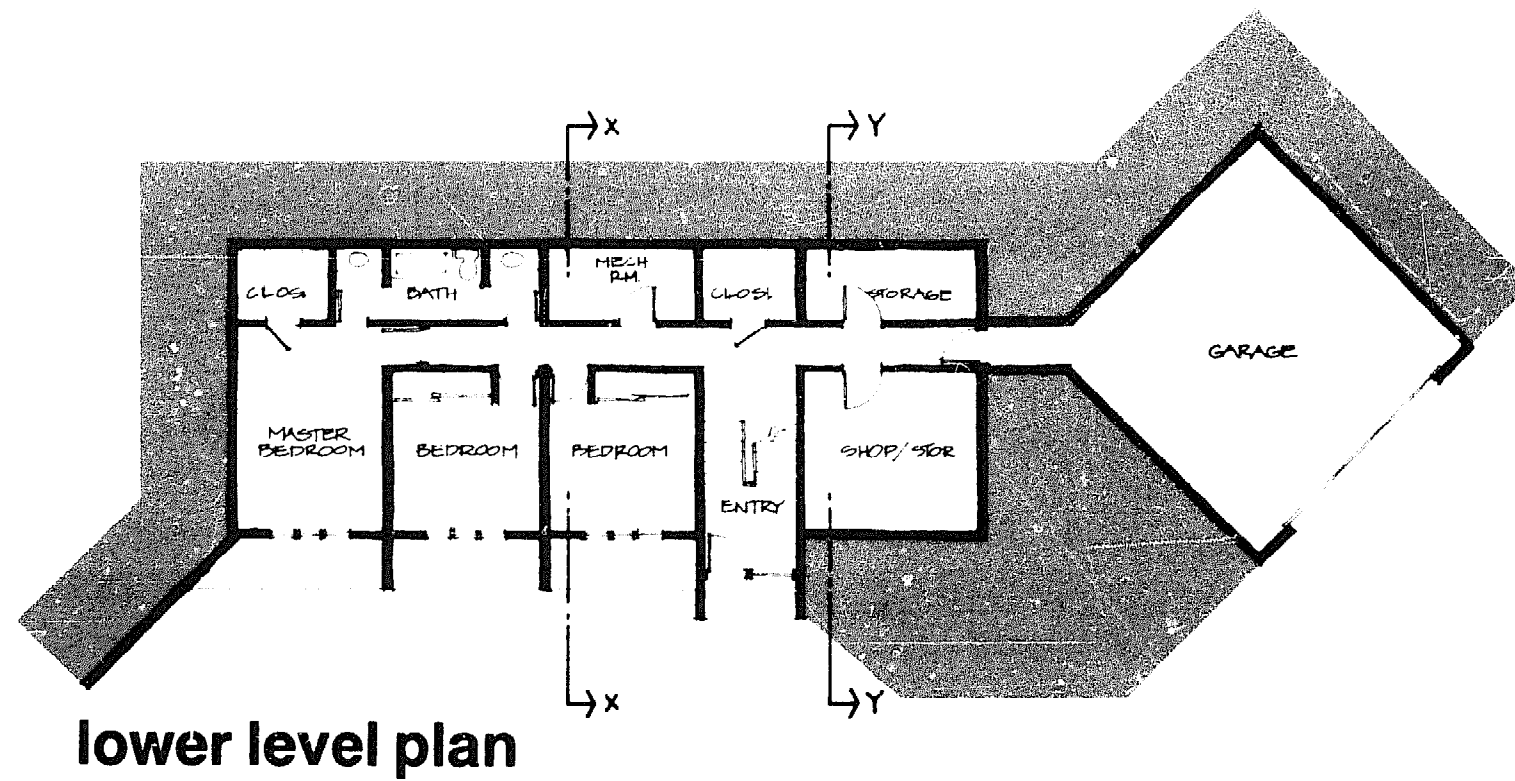 X
Y
MECH
RM.
CLOS.
BATH
CLOS.
STORAGE
GARAGE
MASTER
BEDROOM
BEDROOM
BEDROOM
SHOP/STOR
ENTRY
X
Y
lower level plan